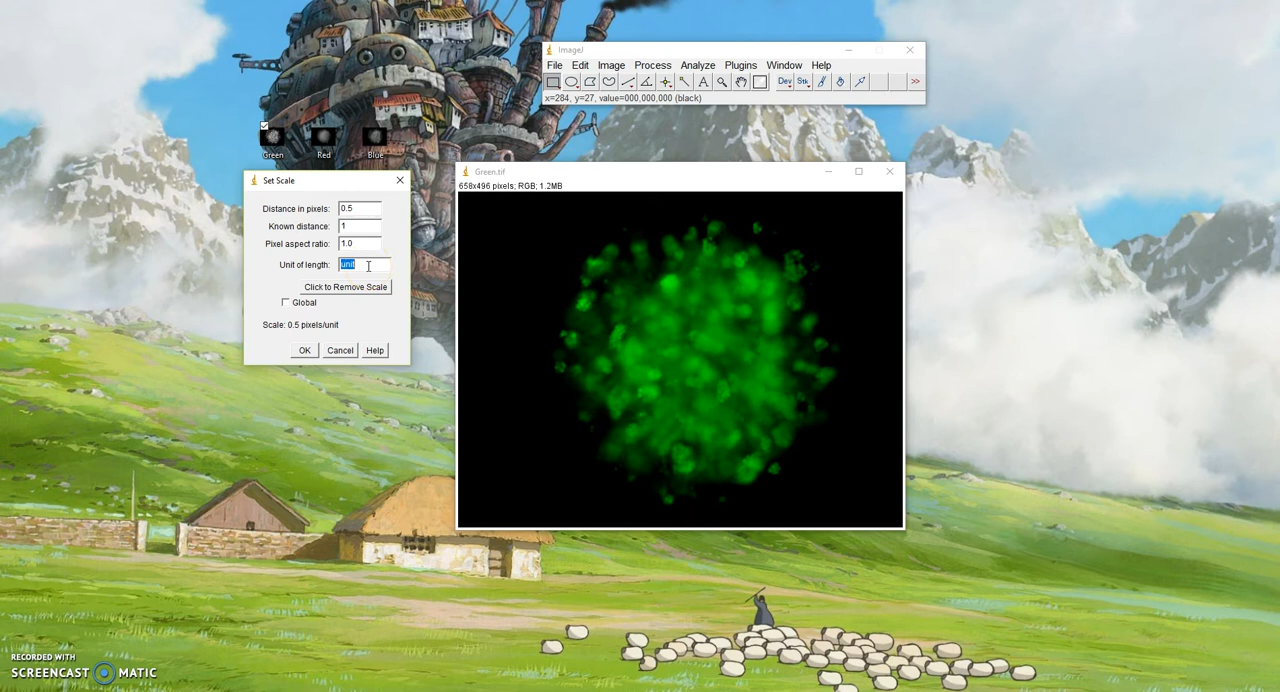 ImageJ
File Edit Image Process Analyze Plugins Window Help
Dev Stk >>
x=284, y=27, value=000,000,000 (black)
Green Red Blue
Set Scale
Distance in pixels: 0.5
Known distance: 1
Pixel aspect ratio: 1.0
Unit of length: unit
Click to Remove Scale
Global
Scale: 0.5 pixels/unit
OK Cancel Help
Green.tif
658x496 pixels; RGB; 1.2MB
RECORDED WITH
SCREENCAST MATIC